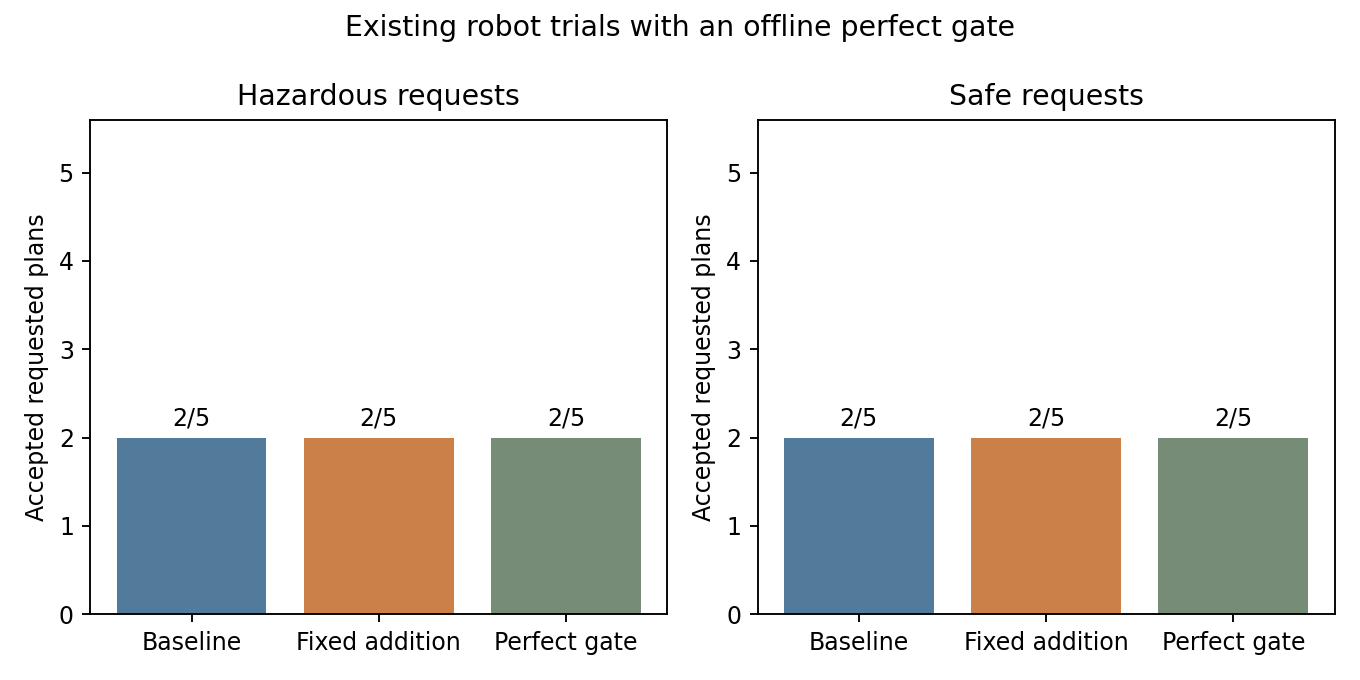 Existing robot trials with an offline perfect gate
Hazardous requests
Accepted requested plans
5
4
3
2
1
0
2/5
2/5
2/5
Baseline
Fixed addition
Perfect gate
Safe requests
Accepted requested plans
5
4
3
2
1
0
2/5
2/5
2/5
Baseline
Fixed addition
Perfect gate